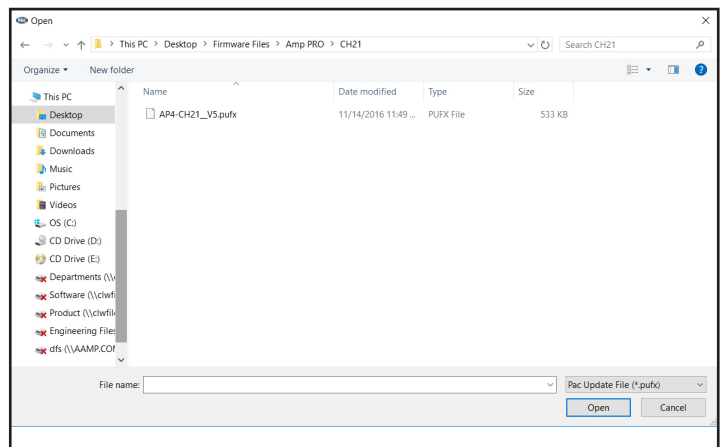 Open
This PC > Desktop > Firmware Files > Amp PRO > CH21
Search CH21
Organize
New folder
Name
Date modified
Type
Size
AP4-CH21__V5.pufx
11/14/2016 11:49 ...
PUFX File
533 KB
This PC
Desktop
Documents
Downloads
Music
Pictures
Videos
OS (C:)
CD Drive (D:)
CD Drive (E:)
Departments (\\
Software (\\clwfi
Product (\\clwfil
Engineering Files
dfs (\\AAMP.CO
File name:
Pac Update File (*.pufx)
Open
Cancel